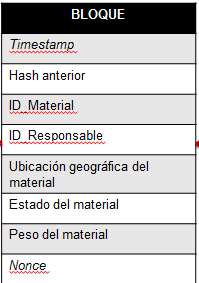 BLOQUE
Timestamp
Hash anterior
ID_Material
ID_Responsable
Ubicación geográfica del
material
Estado del material
Peso del material
Nonce